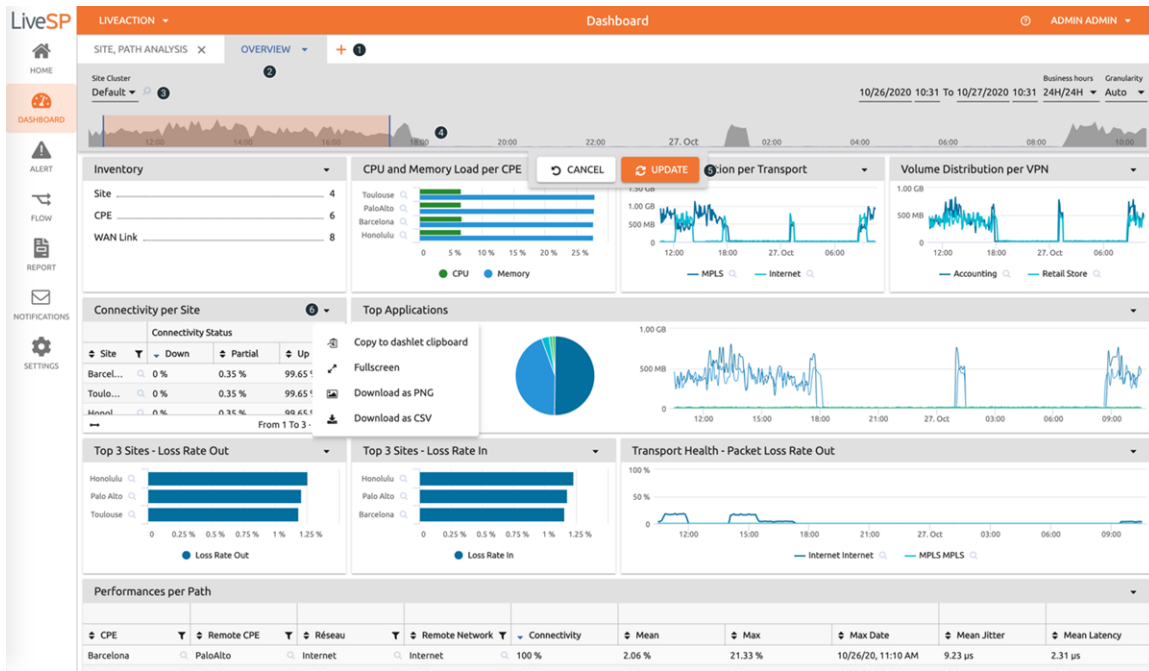 LiveSP
LIVEACTION
Dashboard
ADMIN ADMIN
HOME
DASHBOARD
ALERT
FLOW
REPORT
NOTIFICATIONS
SETTINGS
SITE, PATH ANALYSIS
OVERVIEW
1
2
Site Cluster
Default
3
10/26/2020 10:31 To 10/27/2020 10:31
Business hours
24H/24H
Granularity
Auto
4
12:00 14:00 16:00 18:00 20:00 22:00 27. Oct 02:00 04:00 06:00 08:00 10:00
CANCEL
UPDATE
5
Inventory
Site 4
CPE 6
WAN Link 8
CPU and Memory Load per CPE
Toulouse
PaloAlto
Barcelona
Honolulu
0 5 % 10 % 15 % 20 % 25 %
CPU Memory
tion per Transport
1.50 GB
1.00 GB
500 MB
0
12:00 18:00 27. Oct 06:00
MPLS Internet
Volume Distribution per VPN
1.00 GB
500 MB
0
12:00 18:00 27. Oct 06:00
Accounting Retail Store
Connectivity per Site
6
Connectivity Status
Site Down Partial Up
Barcel... 0 % 0.35 % 99.65
Toulo... 0 % 0.35 % 99.65
Honol 0 % 0.35 % 99.65
From 1 To 3 -
Copy to dashlet clipboard
Fullscreen
Download as PNG
Download as CSV
Top Applications
1.00 GB
500 MB
0
12:00 15:00 18:00 21:00 27. Oct 03:00 06:00 09:00
Top 3 Sites - Loss Rate Out
Honolulu
Palo Alto
Toulouse
0 0.25 % 0.5 % 0.75 % 1 % 1.25 %
Loss Rate Out
Top 3 Sites - Loss Rate In
Honolulu
Palo Alto
Barcelona
0 0.25 % 0.5 % 0.75 % 1 % 1.25 %
Loss Rate In
Transport Health - Packet Loss Rate Out
100 %
50 %
0
12:00 15:00 18:00 21:00 27. Oct 03:00 06:00 09:00
Internet Internet MPLS MPLS
Performances per Path
CPE Remote CPE Réseau Remote Network Connectivity Mean Max Max Date Mean Jitter Mean Latency
Barcelona PaloAlto Internet Internet 100 % 2.06 % 21.33 % 10/26/20, 11:10 AM 9.23 µs 2.31 µs